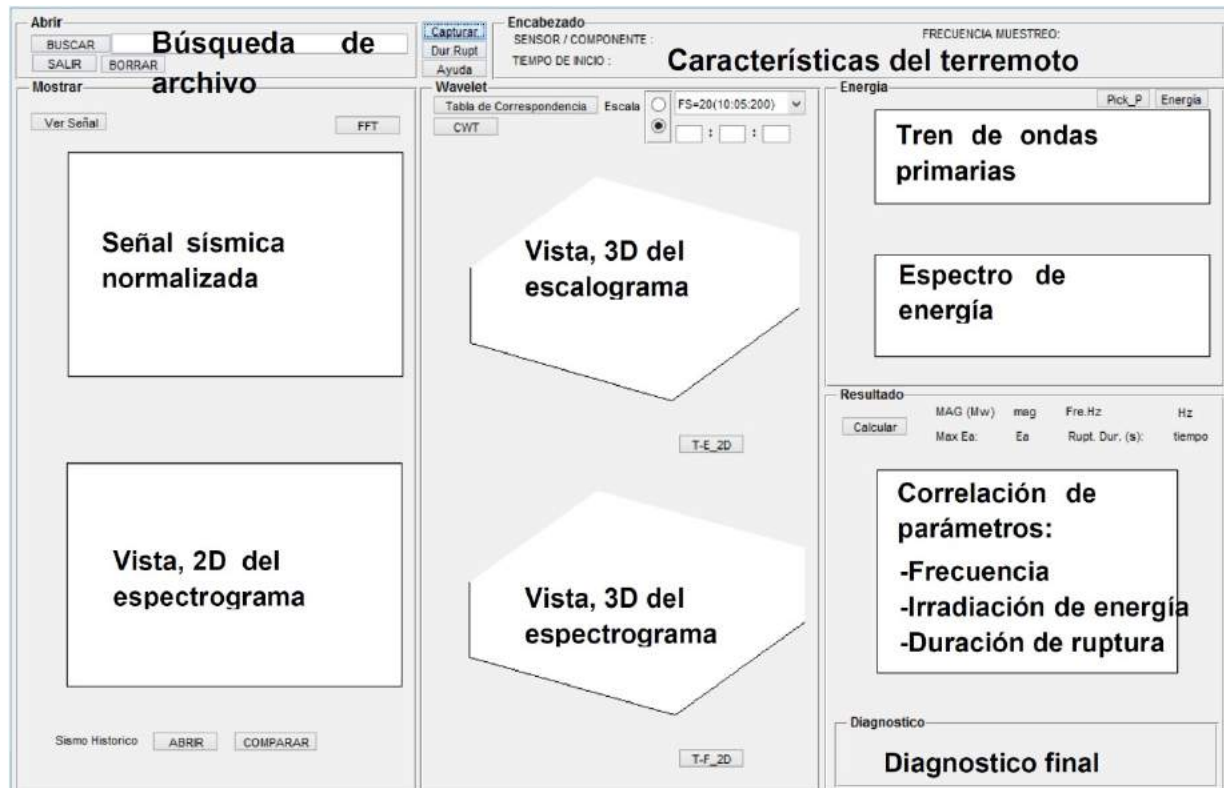 Abrir
BUSCAR
Búsqueda de
archivo
SALIR BORRAR
Capturar
Dur Rupt
Ayuda
Encabezado
SENSOR / COMPONENTE :
FRECUENCIA MUESTREO:
TIEMPO DE INICIO :
Características del terremoto
Mostrar
Ver Señal
FFT
Señal sísmica
normalizada
Vista, 2D del
espectrograma
Sismo Historico ABRIR COMPARAR
Wavelet
Tabla de Correspondencia Escala FS=20(10:05:200)
CWT : :
Vista, 3D del
escalograma
T-E_2D
Vista, 3D del
espectrograma
T-F_2D
Energia
Pick_P Energía
Tren de ondas
primarias
Espectro de
energía
Resultado
Calcular
MAG (Mw) mag Fre.Hz Hz
Max Ea: Ea Rupt. Dur. (s): tiempo
Correlación de
parámetros:
-Frecuencia
-Irradiación de energía
-Duración de ruptura
Diagnostico
Diagnostico final